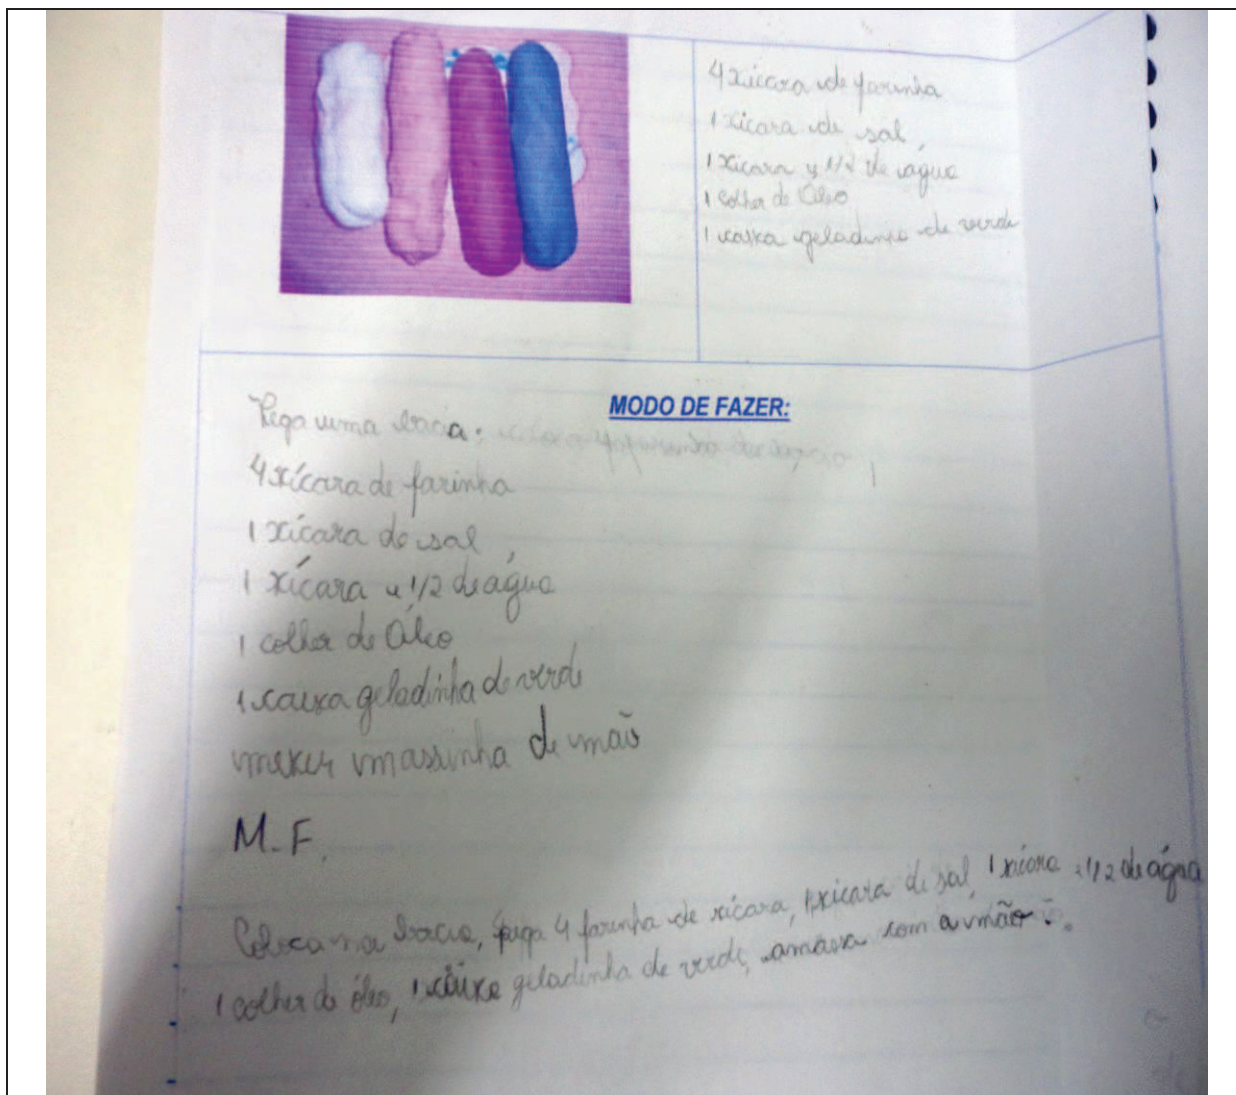 4 xícara de farinha
1 xícara de sal,
1 xícara y 1/2 de água
1 colher de Óleo
1 caixa geladinha de verde
MODO DE FAZER:
Pega uma bacia:
4 xícara de farinha
1 xícara de sal,
1 xícara e 1/2 de água
1 colher de Óleo
1 caixa geladinha de verde
mexer massinha de mão
M.F.
Coloca na bacia, pega 4 farinha de xícara, 1 xicara de sal, 1 xícara e 1/2 de água
1 colher de óleo, 1 caixa geladinha de verde, amassa com a mão.